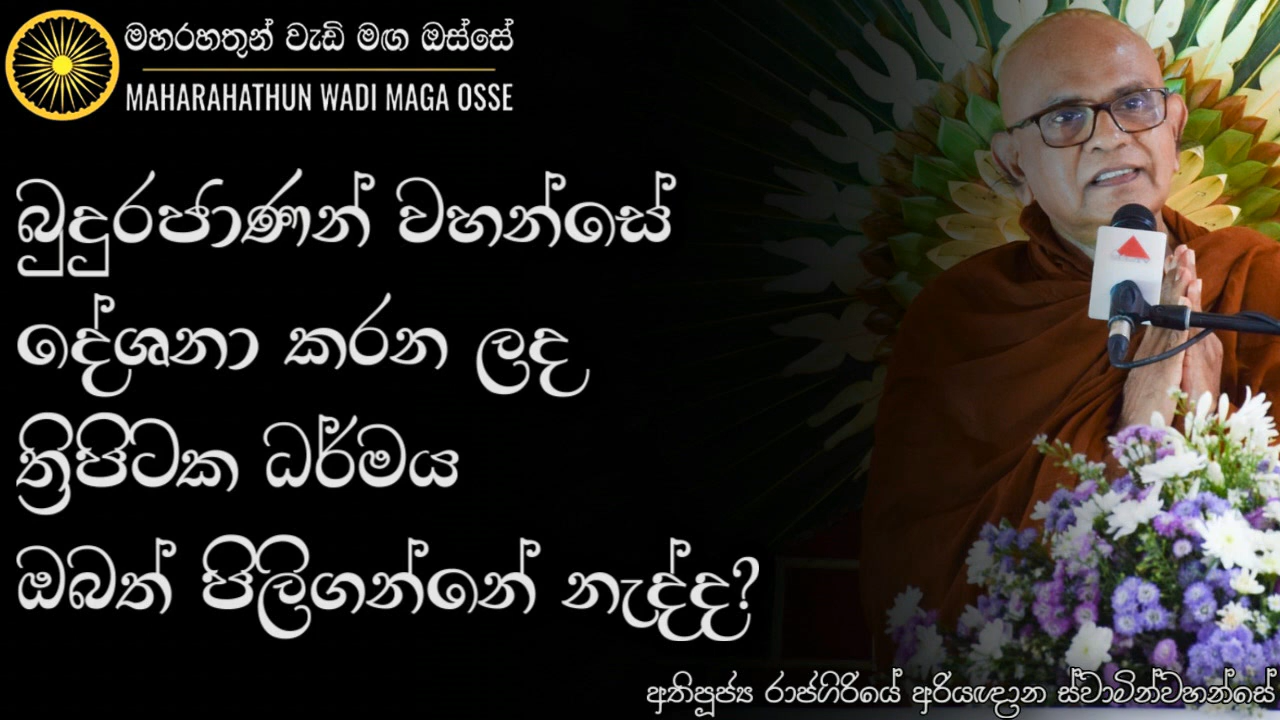 මහරහතුන් වැඩි මඟ ඔස්සේ
MAHARAHATHUN WADI MAGA OSSE
බුදුරජාණන් වහන්සේ
දේශනා කරන ලද
ත්‍රිපිටක ධර්මය
ඔබත් පිලිගන්නේ නැද්ද?
අතිපූජ්‍ය රාජගිරියේ අරියඥාන ස්වාමින්වහන්සේ